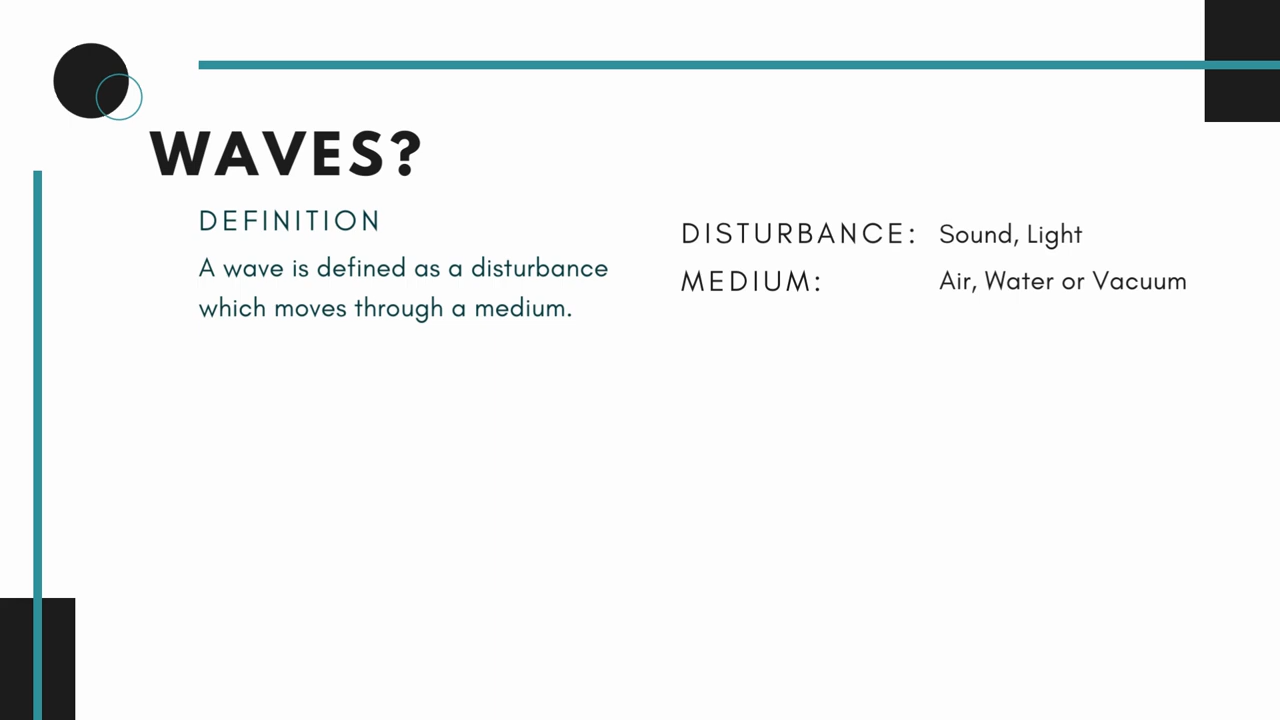 WAVES?
DEFINITION
A wave is defined as a disturbance
which moves through a medium.
DISTURBANCE: Sound, Light
MEDIUM: Air, Water or Vacuum